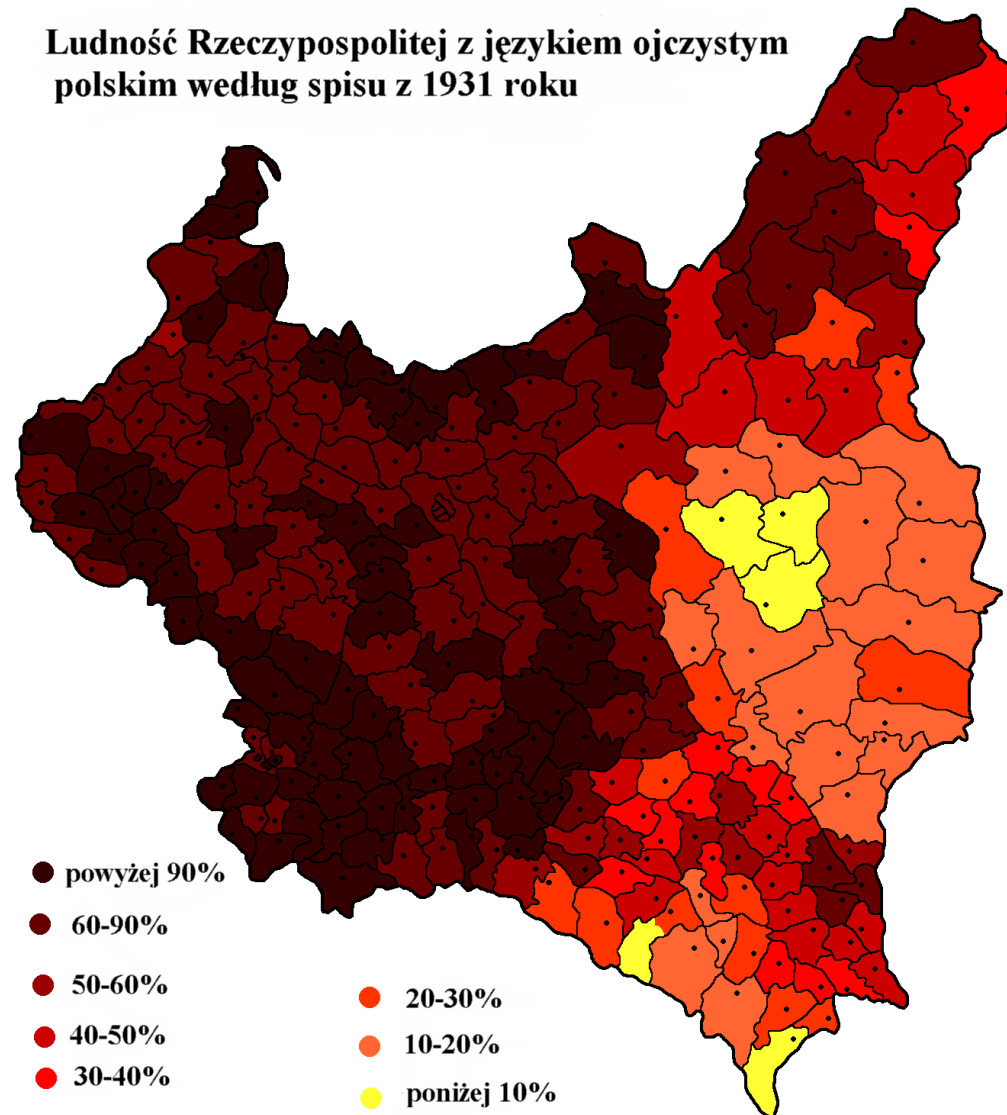 Ludność Rzeczypospolitej z językiem ojczystym
polskim według spisu z 1931 roku
powyżej 90%
60-90%
50-60%
40-50%
30-40%
20-30%
10-20%
poniżej 10%